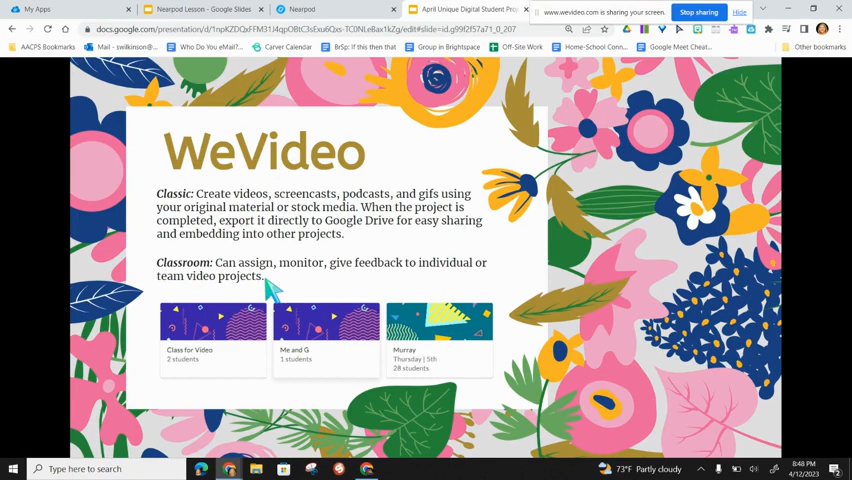 My Apps
Nearpod Lesson - Google Slides
Nearpod
April Unique Digital Student Pro
www.wevideo.com is sharing your screen.
Stop sharing
Hide
docs.google.com/presentation/d/1npKZDQxFFM31J4qpOBtC3sExu6Qxs-TC0NLeBax1kZg/edit#slide=id.g99f2f57a71_0_207
AACPS Bookmarks
Mail - swilkinson@...
Who Do You eMail?...
Carver Calendar
BSp: If this then that
Group in Brightspace
Off-Site Work
Home-School Conn...
Google Meet Cheat...
Other bookmarks
WeVideo
Classic: Create videos, screencasts, podcasts, and gifs using
your original material or stock media. When the project is
completed, export it directly to Google Drive for easy sharing
and embedding into other projects.
Classroom: Can assign, monitor, give feedback to individual or
team video projects.
Class for Video
2 students
Me and G
1 students
Murray
Thursday | 5th
28 students
Type here to search
73°F Partly cloudy
8:48 PM
4/12/2023
2